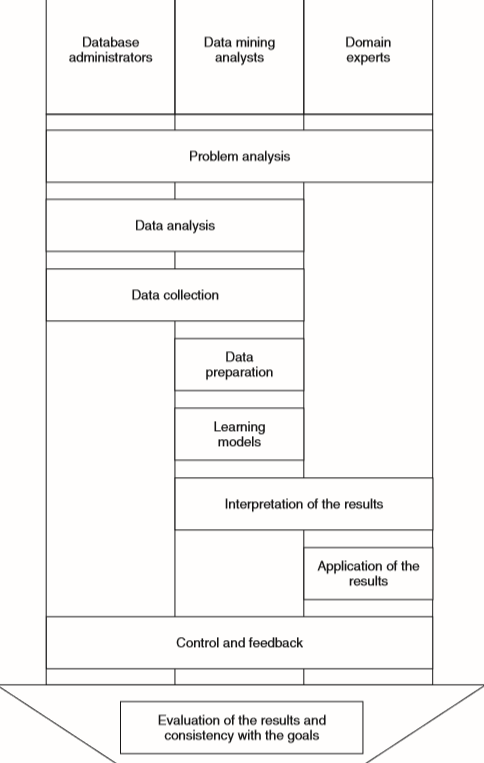 Database
administrators
Data mining
analysts
Domain
experts
Problem analysis
Data analysis
Data collection
Data
preparation
Learning
models
Interpretation of the results
Application of the
results
Control and feedback
Evaluation of the results and
consistency with the goals